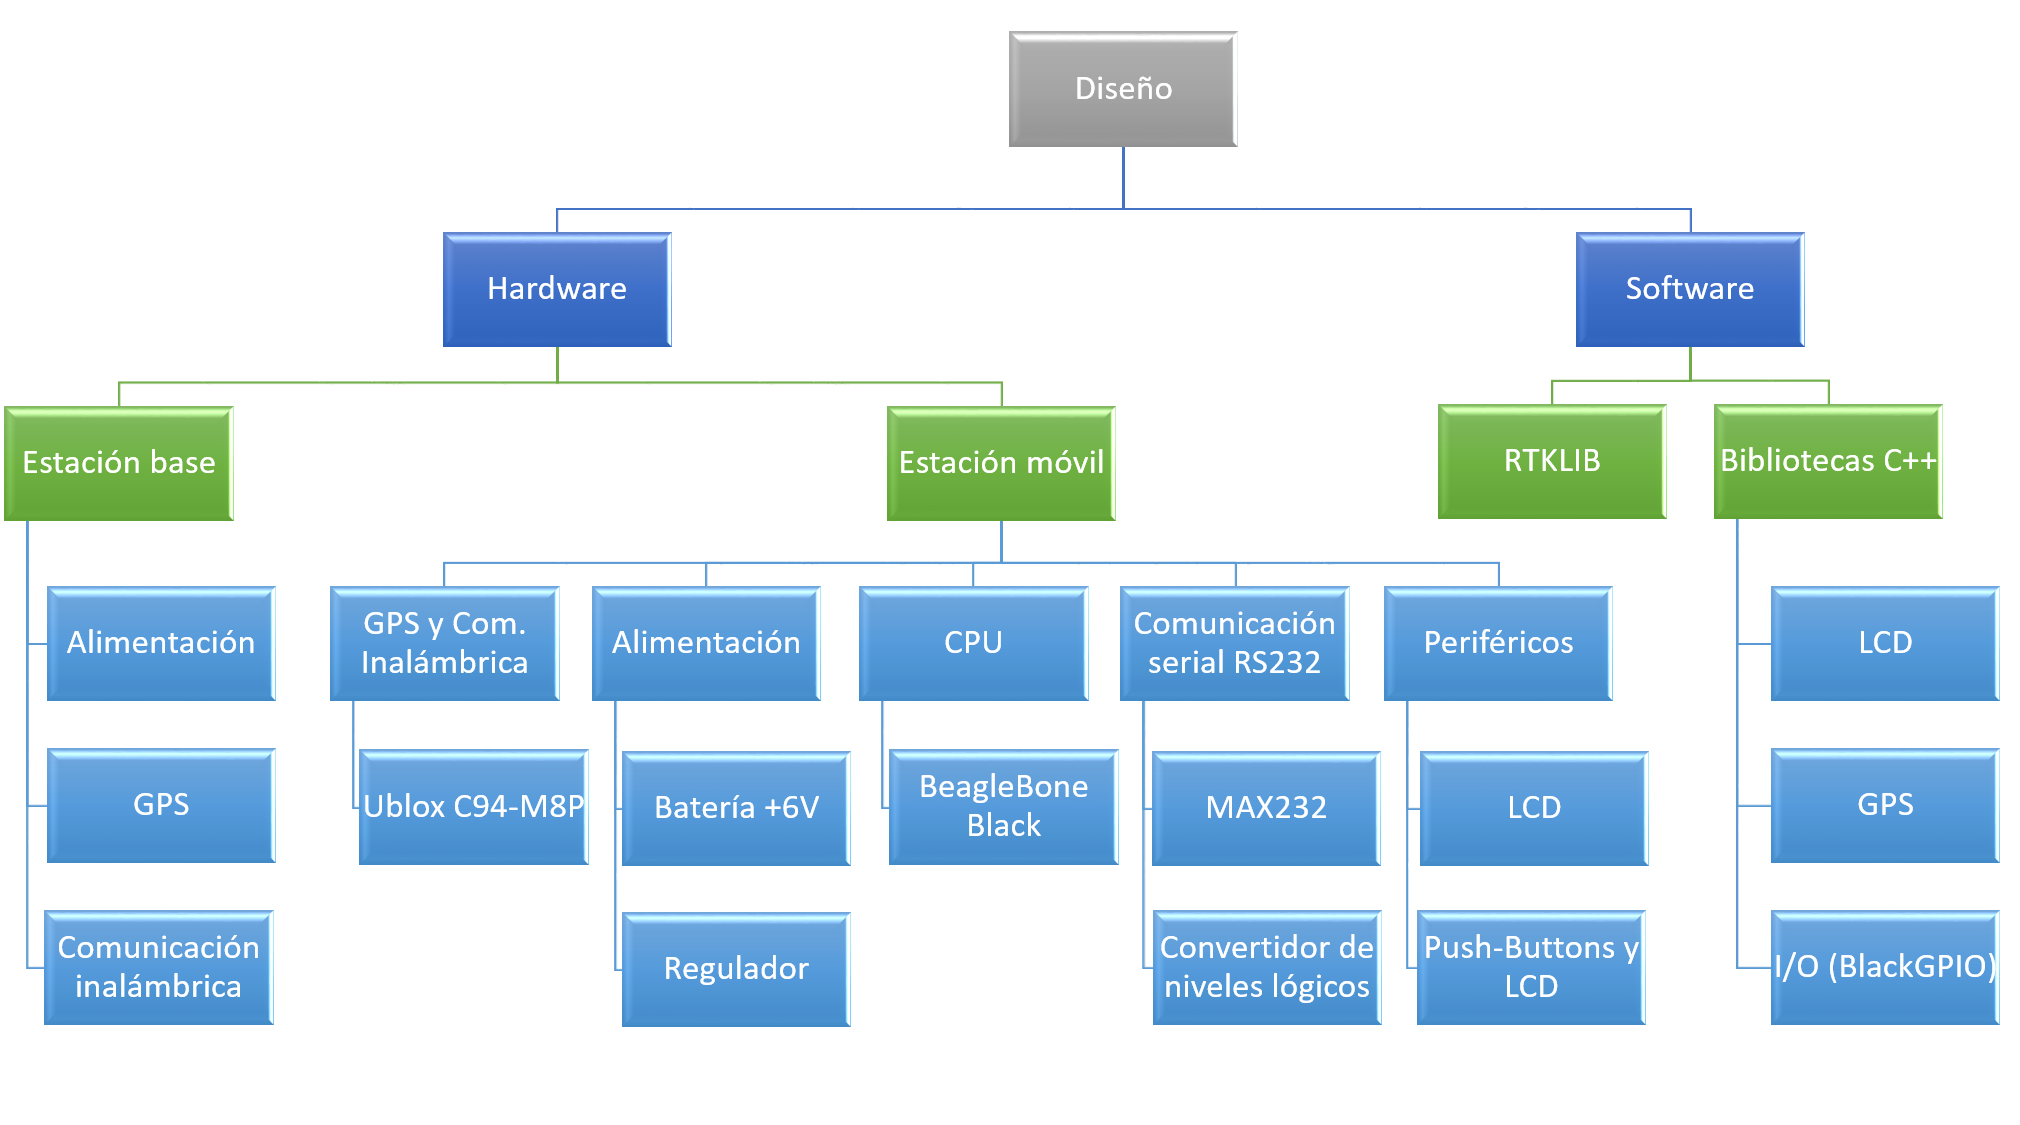 Diseño
Hardware
Software
Estación base
Estación móvil
RTKLIB
Bibliotecas C++
Alimentación
GPS y Com.
Inalámbrica
Alimentación
CPU
Comunicación
serial RS232
Periféricos
LCD
GPS
Ublox C94-M8P
Batería +6V
BeagleBone
Black
MAX232
LCD
GPS
Comunicación
inalámbrica
Regulador
Convertidor de
niveles lógicos
Push-Buttons y
LCD
I/O (BlackGPIO)